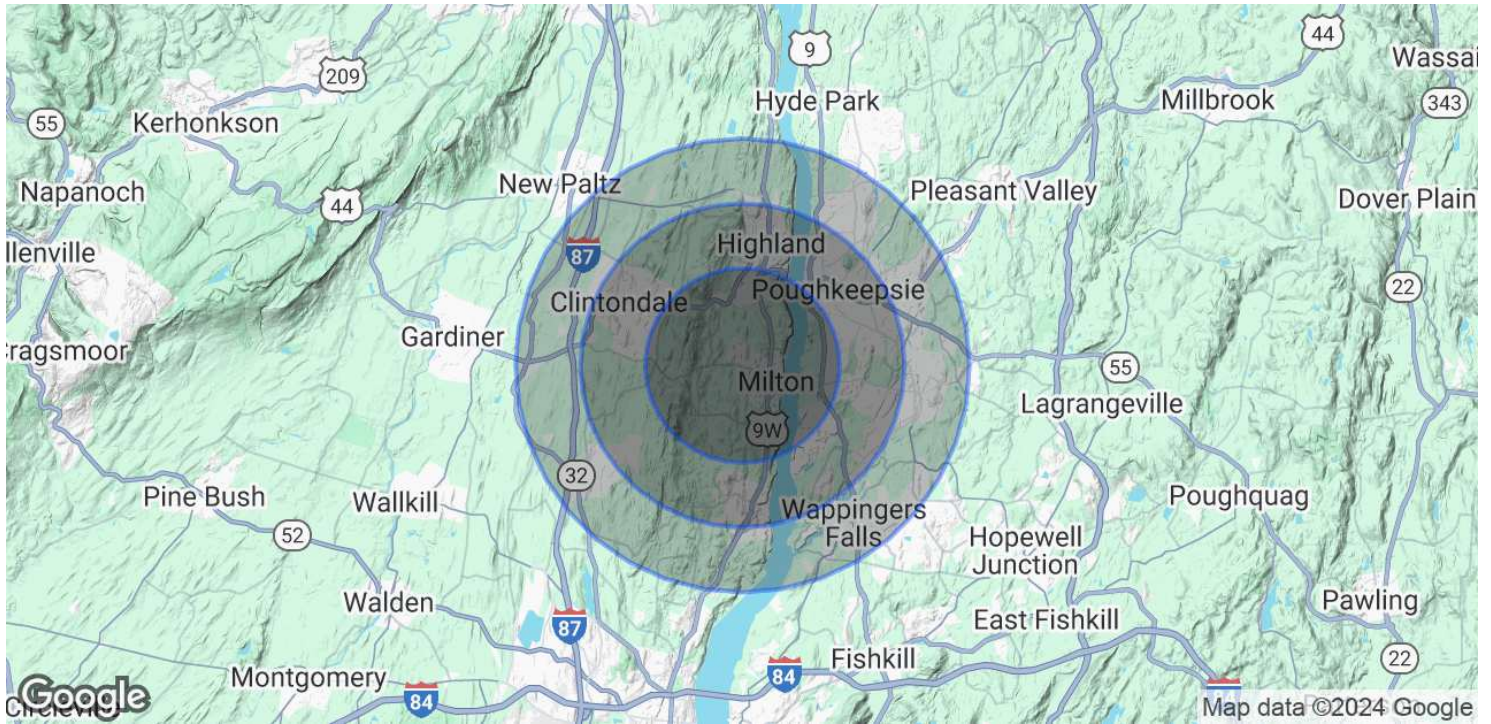 9
44
Wassai
209
Hyde Park
Millbrook
343
55
Kerhonkson
Napanoch
New Paltz
Pleasant Valley
Dover Plain
44
llenville
87
Highland
22
Clintondale
Poughkeepsie
Gardiner
ragsmoor
55
Milton
Lagrangeville
9W
32
Pine Bush
Wallkill
Wappingers
Falls
Poughquag
52
Hopewell
Junction
Walden
87
East Fishkill
Pawling
Montgomery
84
Fishkill
84
22
Google
Map data ©2024 Google